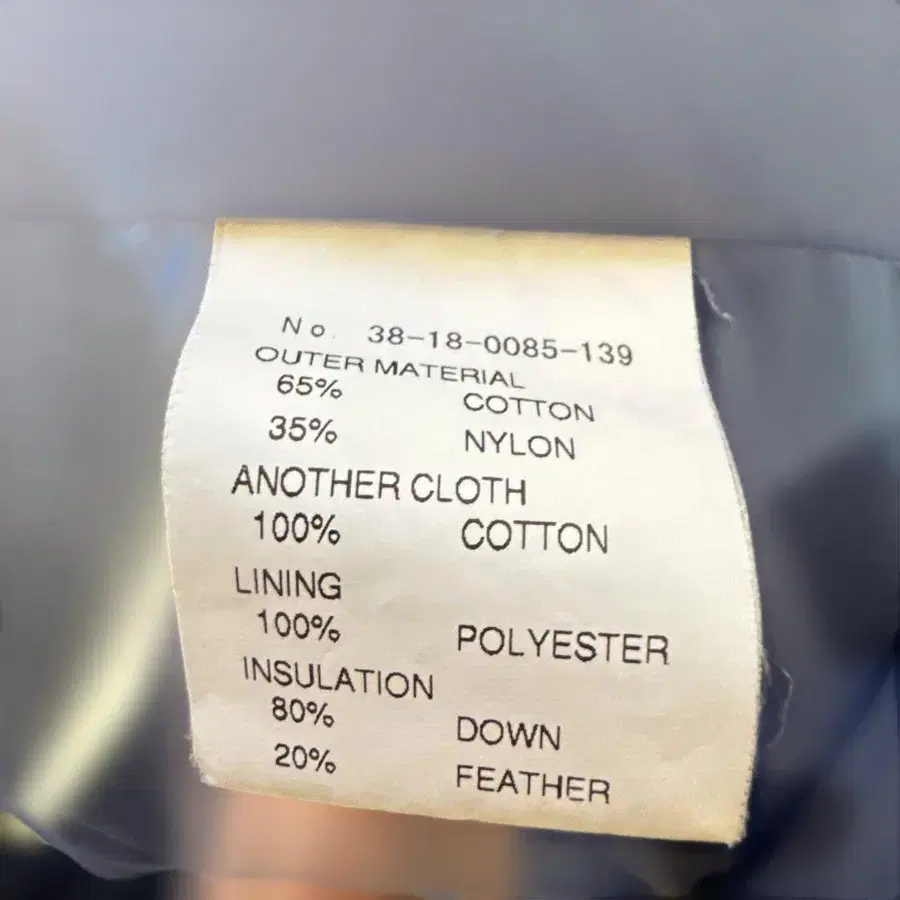 No. 38-18-0085-139
OUTER MATERIAL
65% COTTON
35% NYLON
ANOTHER CLOTH
100% COTTON
LINING
100% POLYESTER
INSULATION
80% DOWN
20% FEATHER